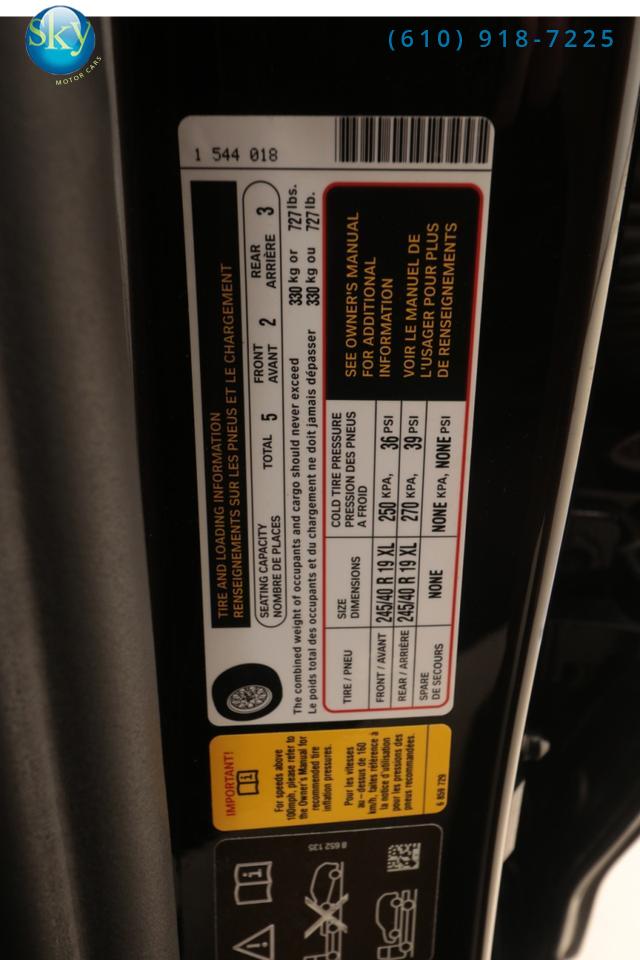 sky
MOTOR CARS
(610) 918-7225
1 544 018
TIRE AND LOADING INFORMATION
RENSEIGNEMENTS SUR LES PNEUS ET LE CHARGEMENT
SEATING CAPACITY
NOMBRE DE PLACES
TOTAL 5
FRONT
AVANT 2
REAR
ARRIÈRE 3
The combined weight of occupants and cargo should never exceed 330 kg or 727 lbs.
Le poids total des occupants et du chargement ne doit jamais dépasser 330 kg ou 727 lb.
TIRE / PNEU
SIZE
DIMENSIONS
COLD TIRE PRESSURE
PRESSION DES PNEUS
A FROID
FRONT / AVANT 245/40 R 19 XL 250 KPA, 36 PSI
REAR / ARRIÈRE 245/40 R 19 XL 270 KPA, 39 PSI
SPARE
DE SECOURS
NONE NONE KPA, NONE PSI
SEE OWNER'S MANUAL
FOR ADDITIONAL
INFORMATION
VOIR LE MANUEL DE
L'USAGER POUR PLUS
DE RENSEIGNEMENTS
IMPORTANT!
For speeds above
100mph, please refer to
the Owner's Manual for
recommended tire
inflation pressures.
Pour les vitesses
au-dessus de 160
km/h, faites référence à
la notice d'utilisation
pour les pressions des
pneus recommandées.
6 859 729
8 652 135